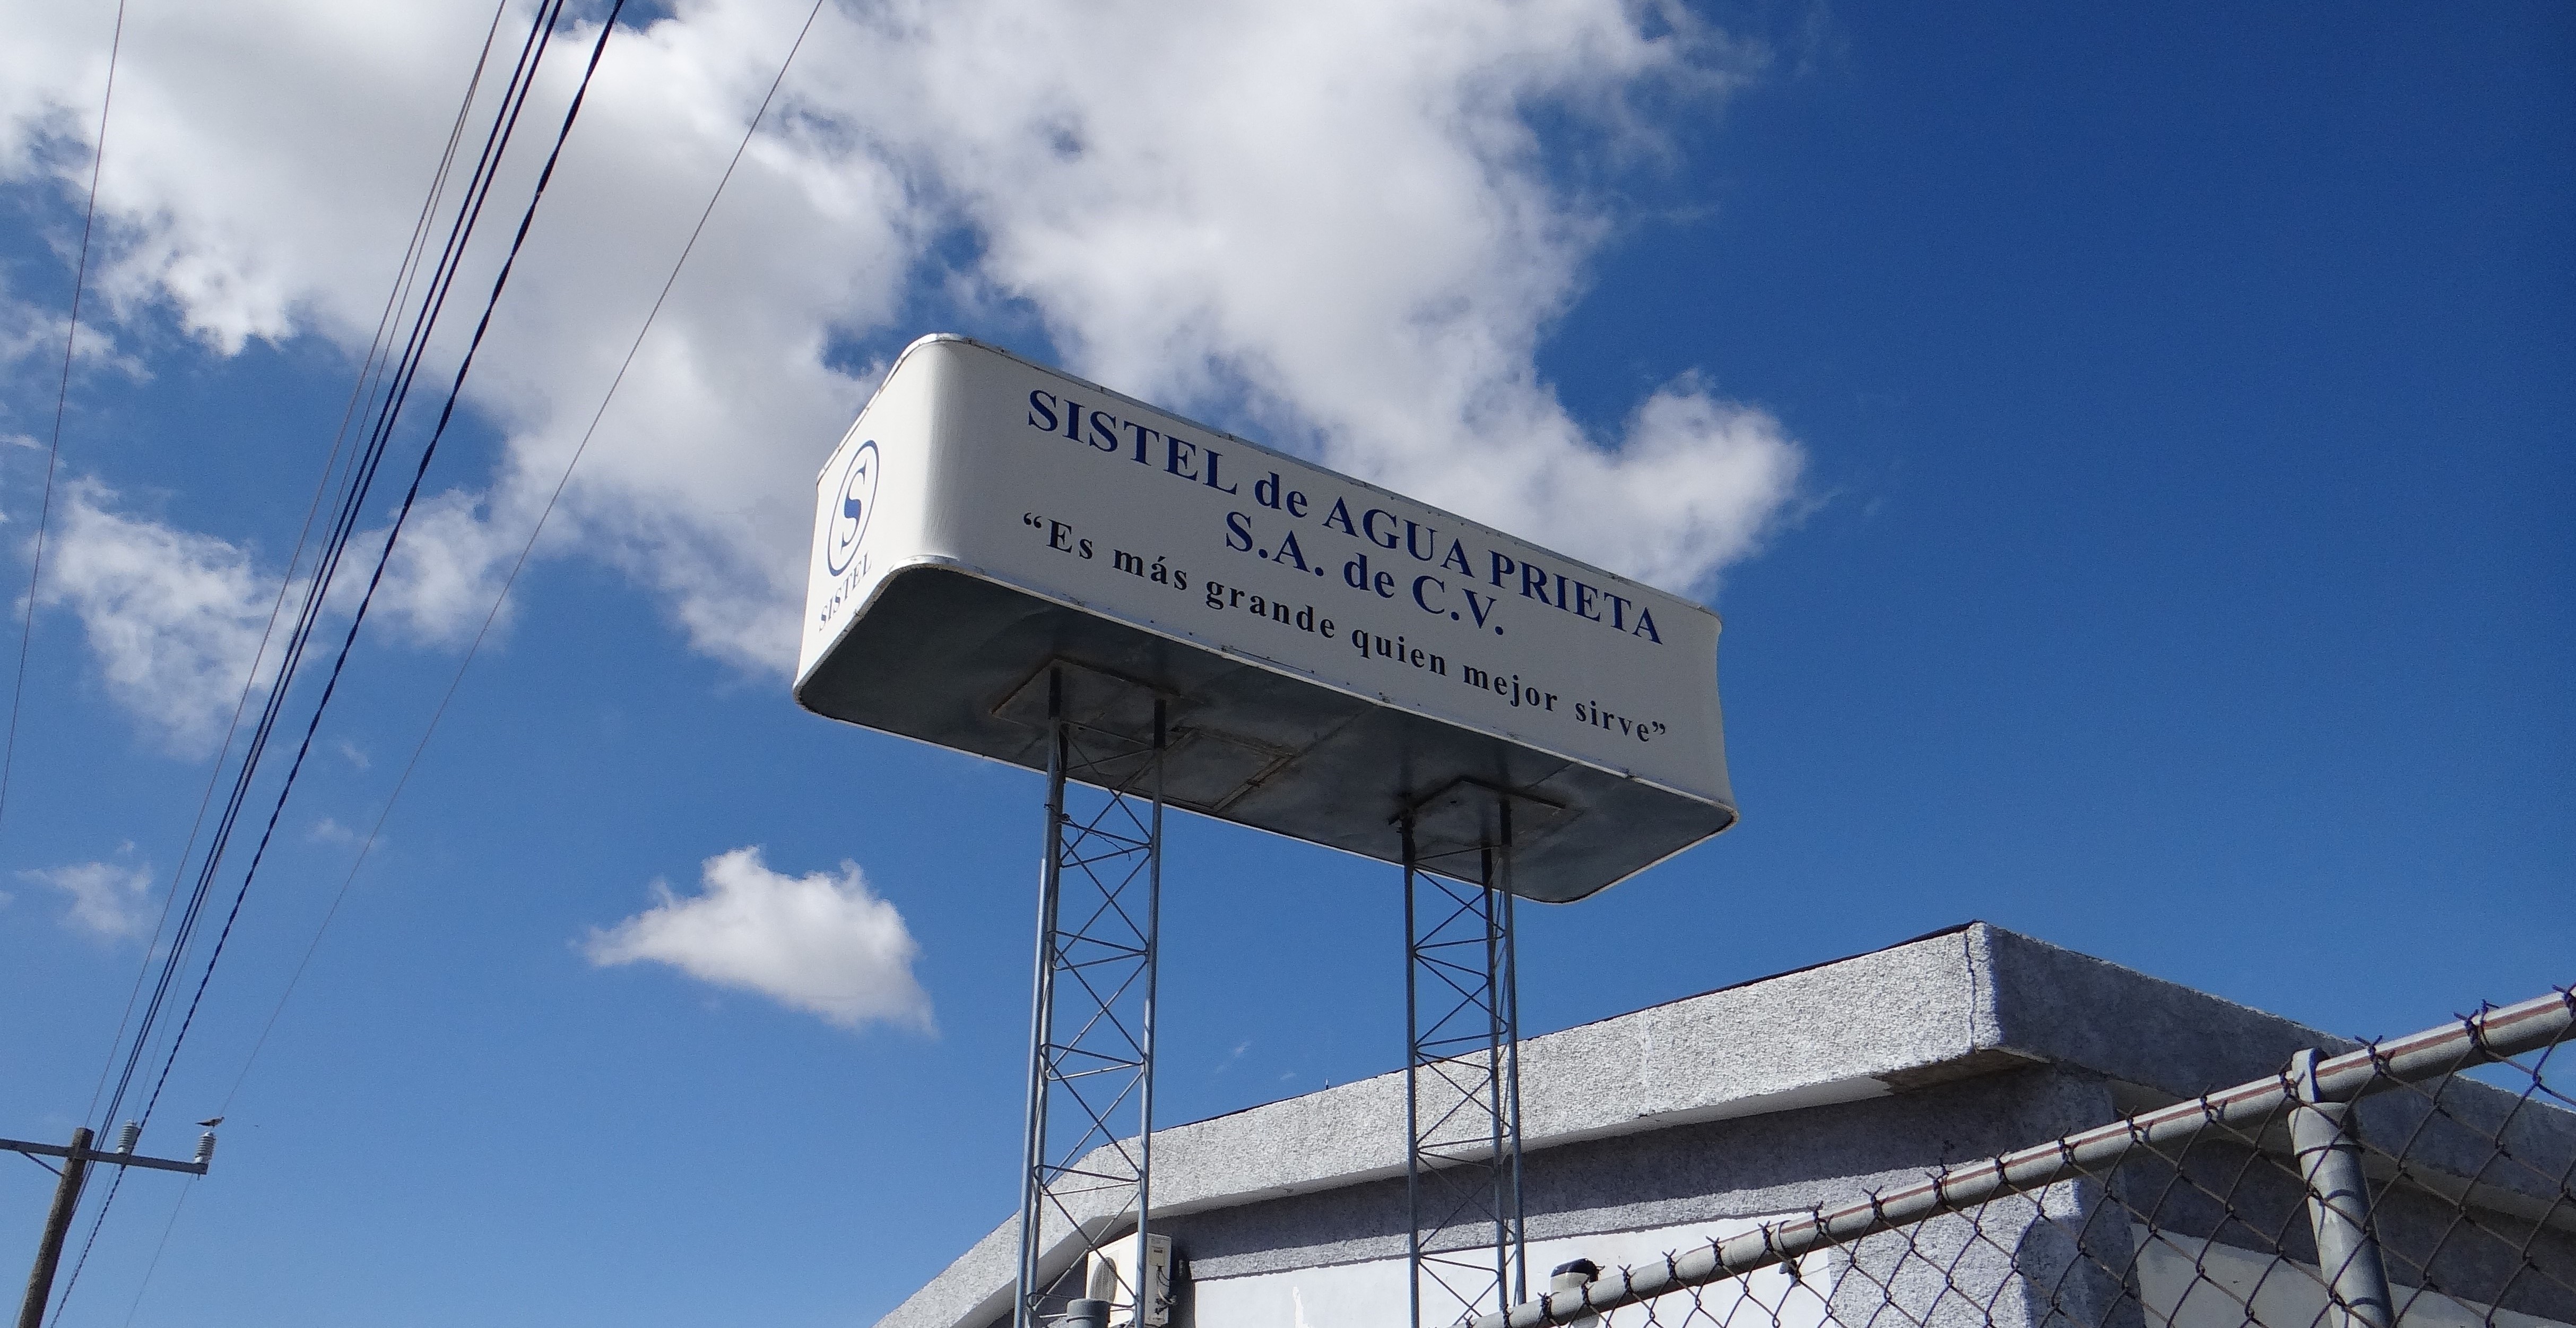 S
SISTEL
SISTEL de AGUA PRIETA
S.A. de C.V.
“Es más grande quien mejor sirve”